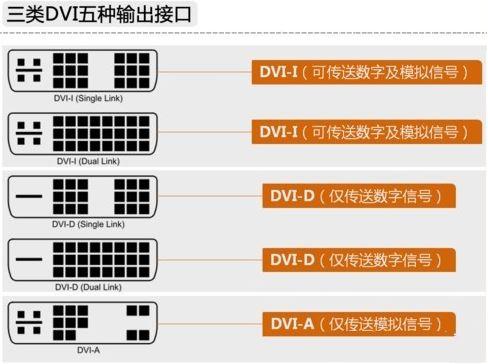 三类DVI五种输出接口
DVI-I (Single Link)
DVI-I（可传送数字及模拟信号）
DVI-I (Dual Link)
DVI-I（可传送数字及模拟信号）
DVI-D (Single Link)
DVI-D（仅传送数字信号）
DVI-D (Dual Link)
DVI-D（仅传送数字信号）
DVI-A
DVI-A（仅传送模拟信号）